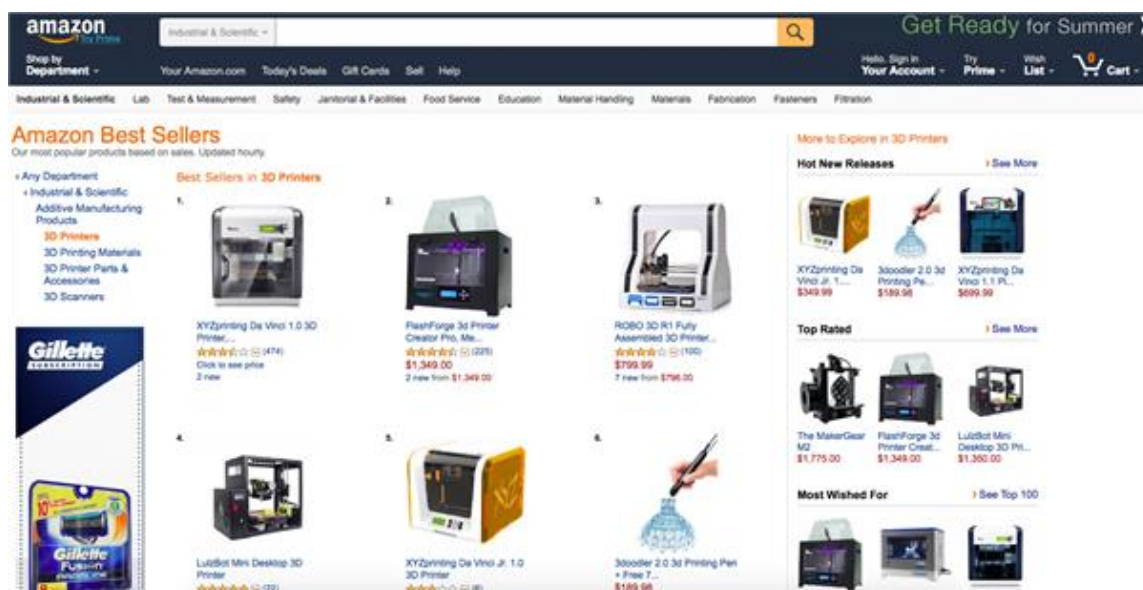 amazon
Try Prime
Industrial & Scientific
Get Ready for Summer
Shop by
Department
Your Amazon.com Today's Deals Gift Cards Sell Help
Hello. Sign in
Your Account
Try
Prime
Wish
List
0
Cart
Industrial & Scientific Lab Test & Measurement Safety Janitorial & Facilities Food Service Education Material Handling Materials Fabrication Fasteners Filtration
Amazon Best Sellers
Our most popular products based on sales. Updated hourly.
‹ Any Department
‹ Industrial & Scientific
Additive Manufacturing
Products
3D Printers
3D Printing Materials
3D Printer Parts &
Accessories
3D Scanners
Gillette
SUBSCRIPTION
10%
Gillette
FUSION
PROGLIDE
Best Sellers in 3D Printers
1.
XYZprinting Da Vinci 1.0 3D
Printer,...
(474)
Click to see price
2 new
2.
FlashForge 3d Printer
Creator Pro, Me...
(225)
$1,349.00
2 new from $1,349.00
3.
ROBO
ROBO 3D R1 Fully
Assembled 3D Printer...
(100)
$799.99
7 new from $796.00
4.
LulzBot Mini Desktop 3D
Printer
(22)
5.
XYZprinting Da Vinci Jr. 1.0
3D Printer
(6)
6.
3doodler 2.0 3d Printing Pen
+ Free 7...
$189.98
More to Explore in 3D Printers
Hot New Releases › See More
XYZprinting Da
Vinci Jr. 1....
$349.99
3doodler 2.0 3d
Printing Pe...
$189.98
XYZprinting Da
Vinci 1.1 Pl...
$699.99
Top Rated › See More
The MakerGear
M2
$1,775.00
FlashForge 3d
Printer Creat...
$1,349.00
LulzBot Mini
Desktop 3D Pri...
$1,350.00
Most Wished For › See Top 100